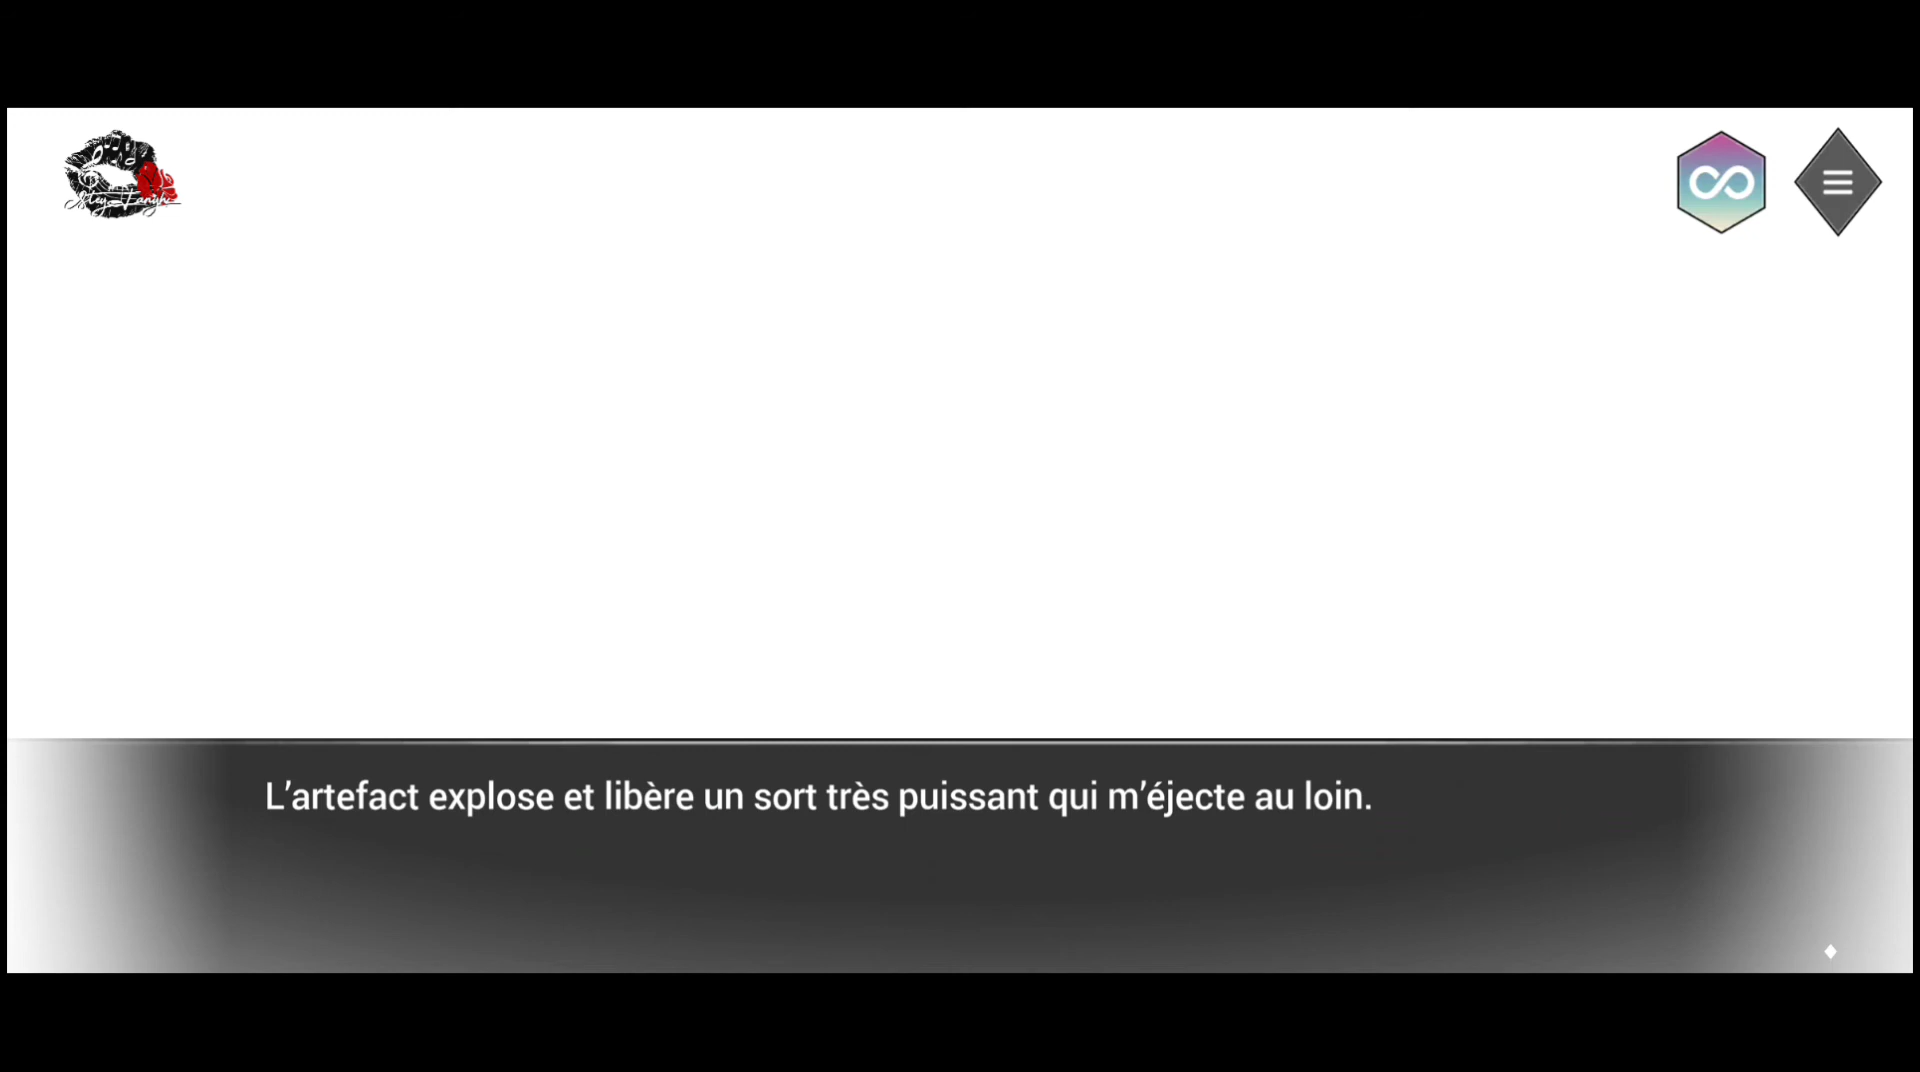 L’artefact explose et libère un sort très puissant qui m’éjecte au loin.